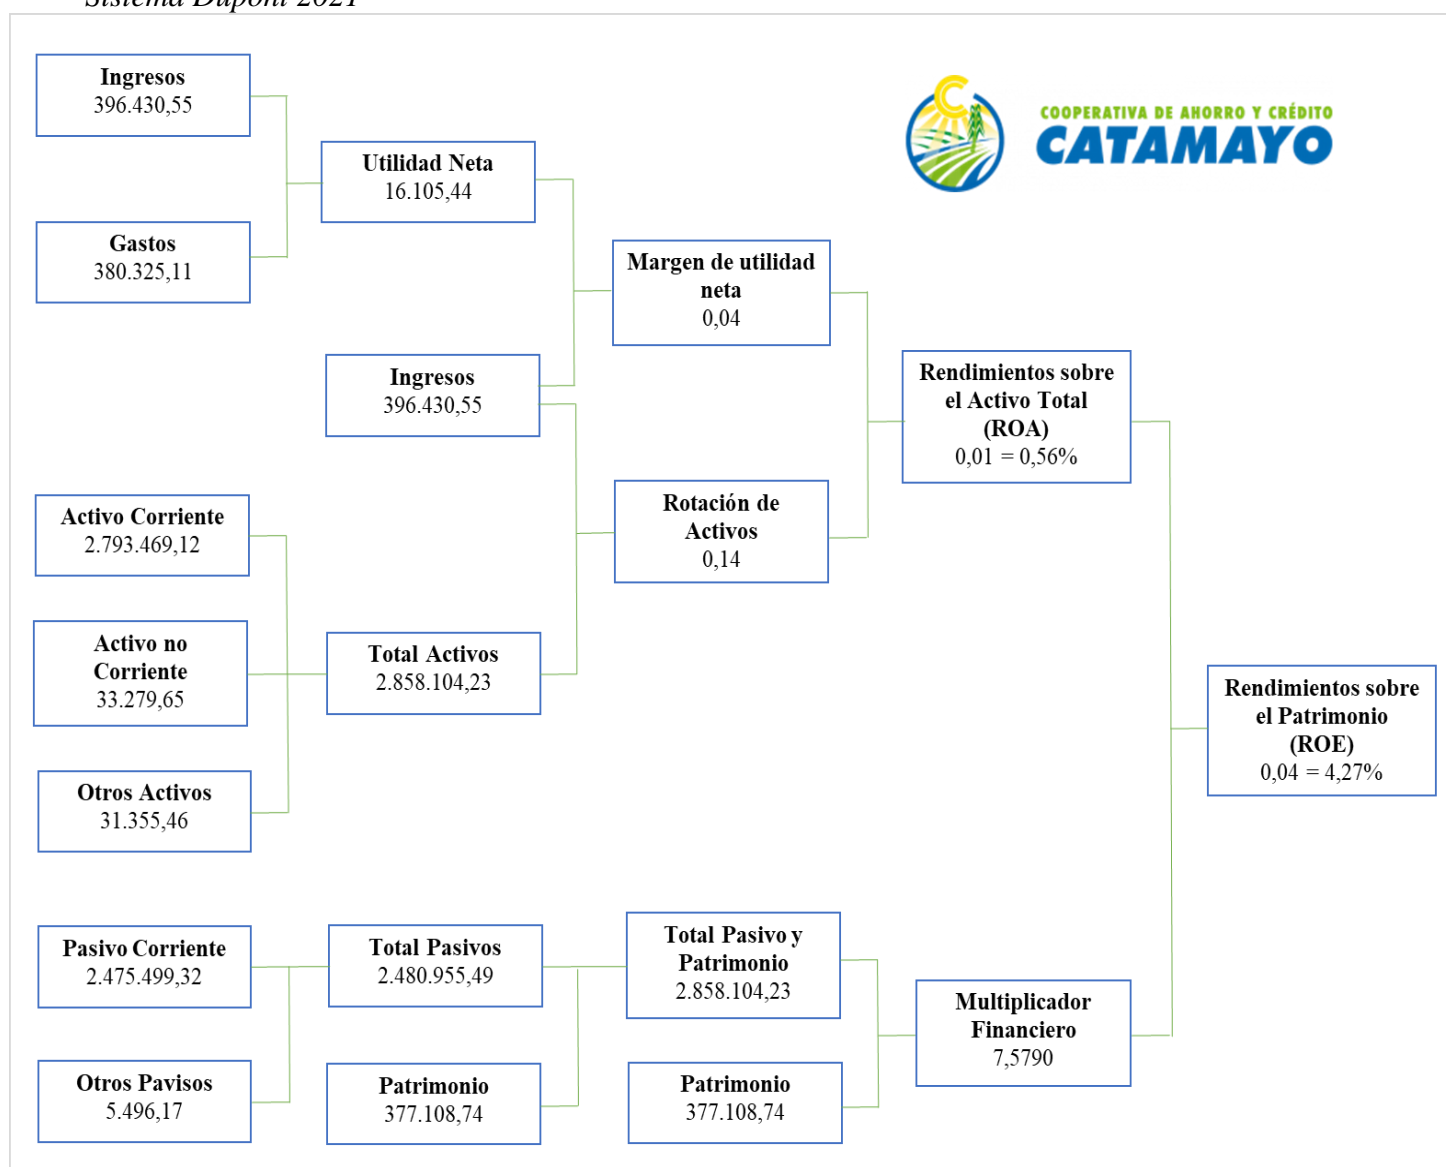 Sistema Dupont 2021
Ingresos
396.430,55
COOPERATIVA DE AHORRO Y CRÉDITO
CATAMAYO
Utilidad Neta
16.105,44
Gastos
380.325,11
Margen de utilidad
neta
0,04
Ingresos
396.430,55
Rendimientos sobre
el Activo Total
(ROA)
0,01 = 0,56%
Activo Corriente
2.793.469,12
Rotación de
Activos
0,14
Activo no
Corriente
33.279,65
Total Activos
2.858.104,23
Rendimientos sobre
el Patrimonio
(ROE)
0,04 = 4,27%
Otros Activos
31.355,46
Pasivo Corriente
2.475.499,32
Total Pasivos
2.480.955,49
Total Pasivo y
Patrimonio
2.858.104,23
Multiplicador
Financiero
7,5790
Otros Pavisos
5.496,17
Patrimonio
377.108,74
Patrimonio
377.108,74